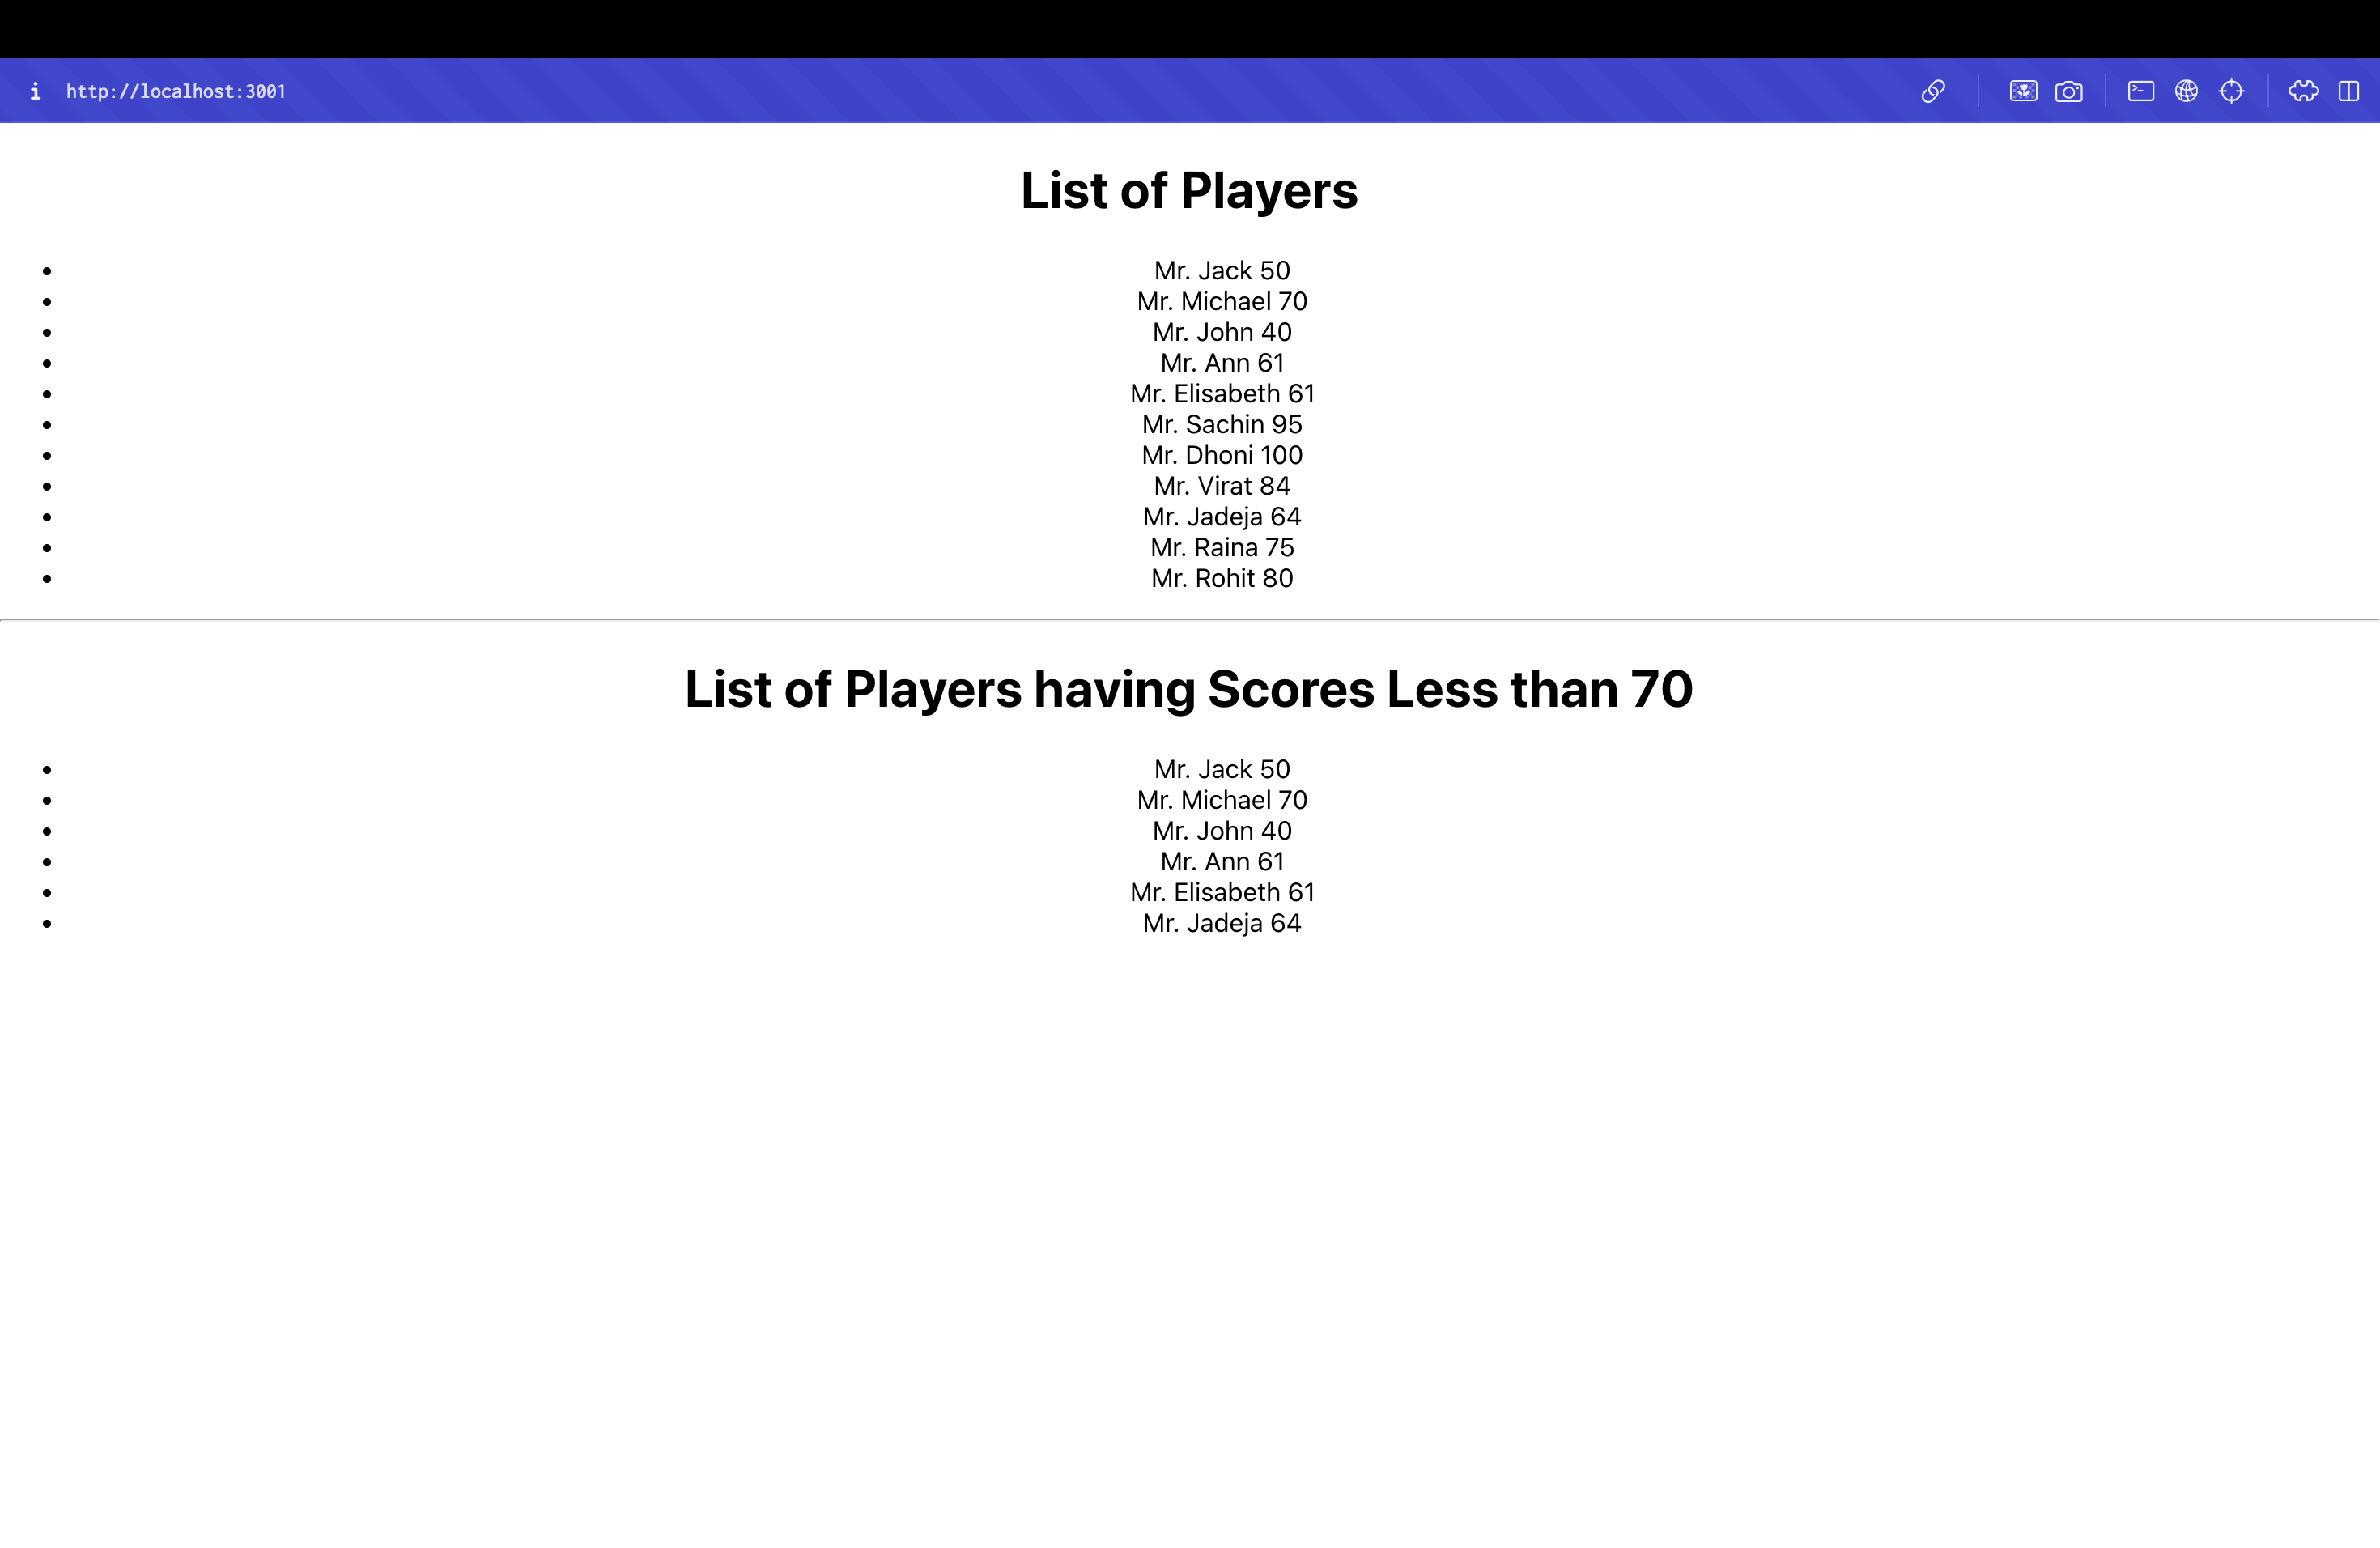 i http://localhost:3001
List of Players
Mr. Jack 50
Mr. Michael 70
Mr. John 40
Mr. Ann 61
Mr. Elisabeth 61
Mr. Sachin 95
Mr. Dhoni 100
Mr. Virat 84
Mr. Jadeja 64
Mr. Raina 75
Mr. Rohit 80
List of Players having Scores Less than 70
Mr. Jack 50
Mr. Michael 70
Mr. John 40
Mr. Ann 61
Mr. Elisabeth 61
Mr. Jadeja 64